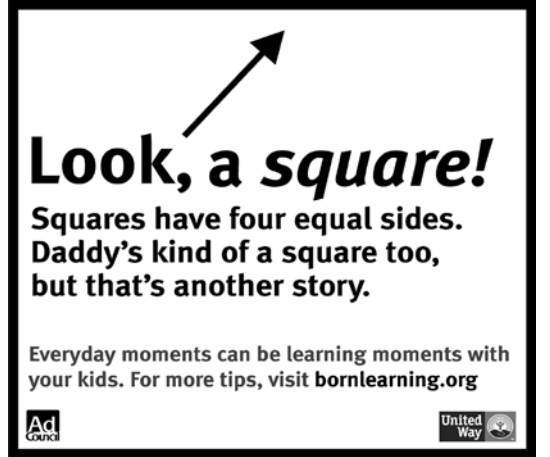 Look, a square!
Squares have four equal sides.
Daddy's kind of a square too,
but that's another story.
Everyday moments can be learning moments with
your kids. For more tips, visit bornlearning.org
Ad
Council
United
Way